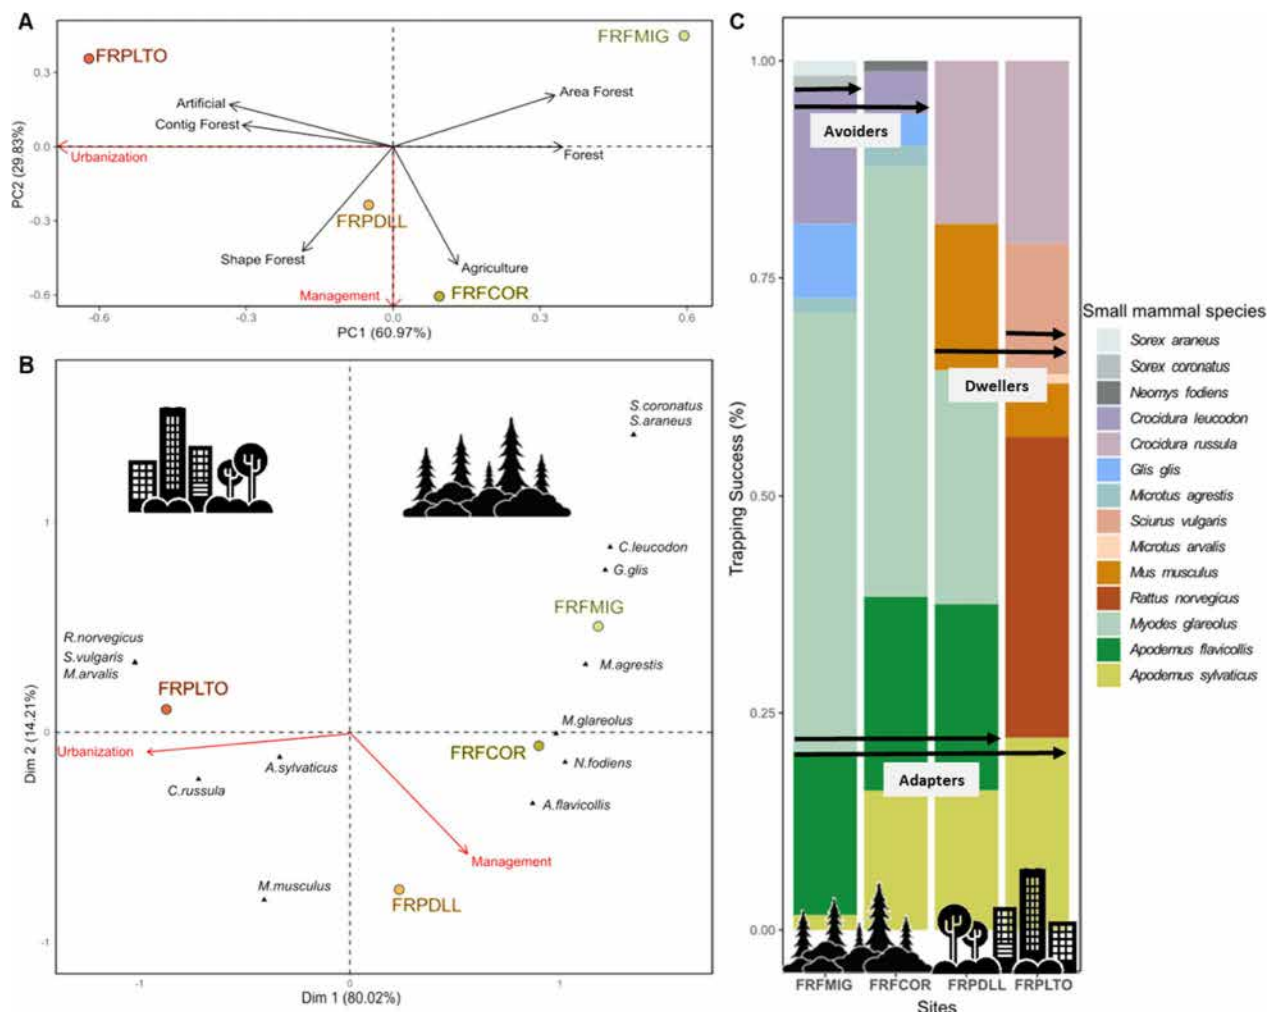 A
FRPLTO
FRFMIG
Artificial
Contig Forest
Area Forest
Urbanization
Forest
FRPDLL
Shape Forest
Agriculture
Management
FRFCOR
PC2 (29.83%)
0.3
0.0
-0.3
-0.6
-0.6
-0.3
0.0
0.3
0.6
PC1 (60.97%)
B
S.coronatus
S.araneus
C.leucodon
G.glis
FRFMIG
R.norvegicus
S.vulgaris
M.arvalis
M.agrestis
FRPLTO
M.glareolus
Urbanization
FRFCOR
A.sylvaticus
N.fodiens
C.russula
A.flavicollis
Management
M.musculus
FRPDLL
Dim 2 (14.21%)
1
0
-1
-1
0
1
Dim 1 (80.02%)
C
Trapping Success (%)
1.00
0.75
0.50
0.25
0.00
Avoiders
Dwellers
Adapters
FRFMIG
FRFCOR
FRPDLL
FRPLTO
Sites
Small mammal species
Sorex araneus
Sorex coronatus
Neomys fodiens
Crocidura leucodon
Crocidura russula
Glis glis
Microtus agrestis
Sciurus vulgaris
Microtus arvalis
Mus musculus
Rattus norvegicus
Myodes glareolus
Apodemus flavicollis
Apodemus sylvaticus